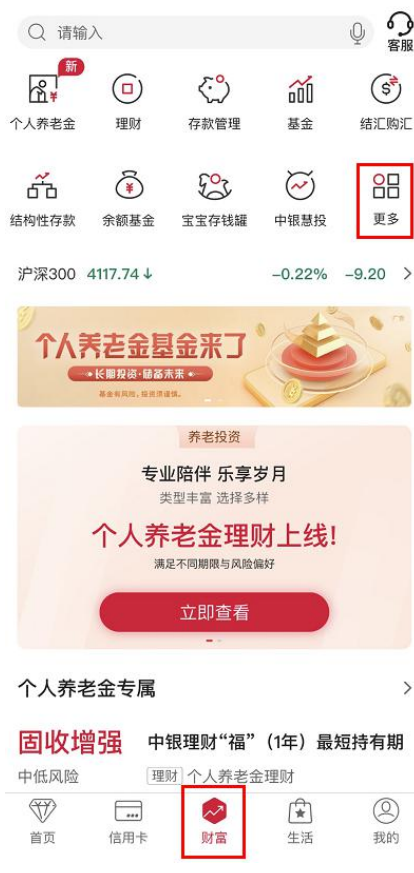 请输入
客服
新
个人养老金 理财 存款管理 基金 结汇购汇
结构性存款 余额基金 宝宝存钱罐 中银慧投 更多
沪深300 4117.74↓ -0.22% -9.20
个人养老金基金来了
长期投资·储备未来
基金有风险,投资须谨慎。
广告
养老投资
专业陪伴 乐享岁月
类型丰富 选择多样
个人养老金理财上线!
满足不同期限与风险偏好
立即查看
个人养老金专属
固收增强 中银理财“福”(1年)最短持有期
中低风险 理财 个人养老金理财
首页 信用卡 财富 生活 我的